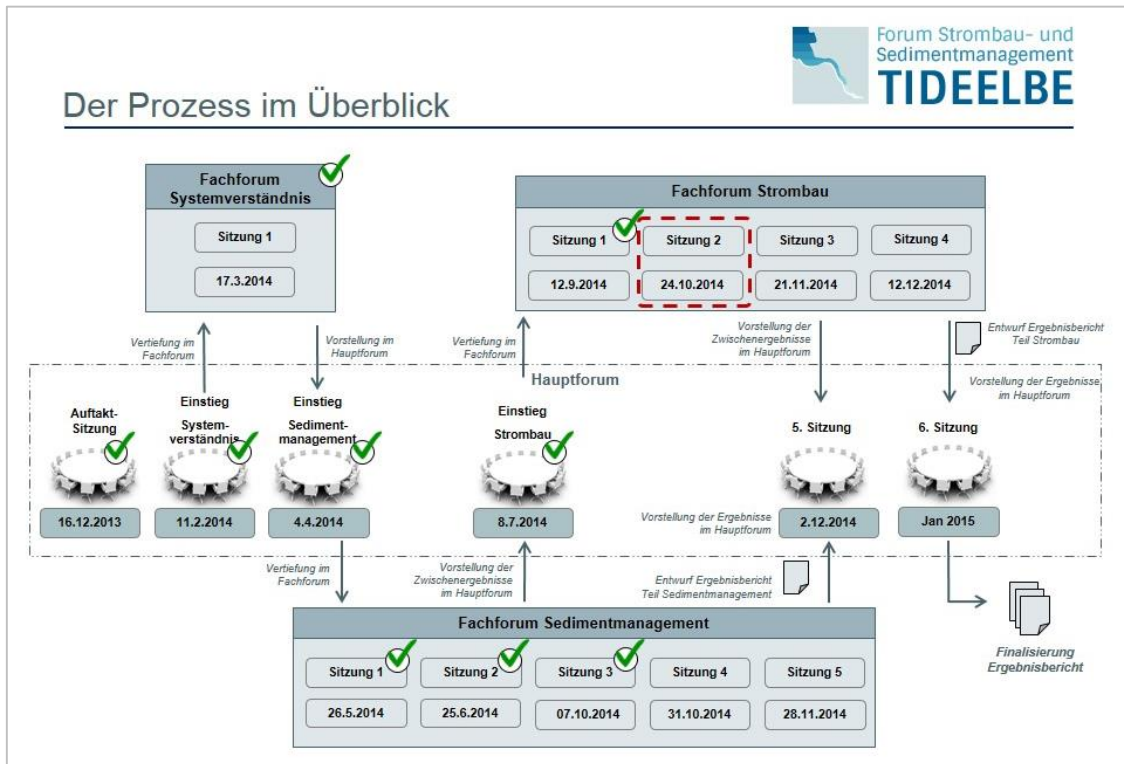 Forum Strombau- und
Sedimentmanagement
TIDEELBE
Der Prozess im Überblick
Fachforum
Systemverständnis
Sitzung 1
17.3.2014
Fachforum Strombau
Sitzung 1
Sitzung 2
Sitzung 3
Sitzung 4
12.9.2014
24.10.2014
21.11.2014
12.12.2014
Vertiefung im
Fachforum
Vorstellung im
Hauptforum
Vertiefung im
Fachforum
Vorstellung der
Zwischenergebnisse
im Hauptforum
Entwurf Ergebnisbericht
Teil Strombau
Vorstellung der Ergebnisse
im Hauptforum
Hauptforum
Auftakt-
Sitzung
Einstieg
System-
verständnis
Einstieg
Sediment-
management
Einstieg
Strombau
5. Sitzung
6. Sitzung
16.12.2013
11.2.2014
4.4.2014
8.7.2014
Vorstellung der Ergebnisse
im Hauptforum
2.12.2014
Jan 2015
Vertiefung im
Fachforum
Vorstellung der
Zwischenergebnisse
im Hauptforum
Entwurf Ergebnisbericht
Teil Sedimentmanagement
Fachforum Sedimentmanagement
Sitzung 1
Sitzung 2
Sitzung 3
Sitzung 4
Sitzung 5
26.5.2014
25.6.2014
07.10.2014
31.10.2014
28.11.2014
Finalisierung
Ergebnisbericht